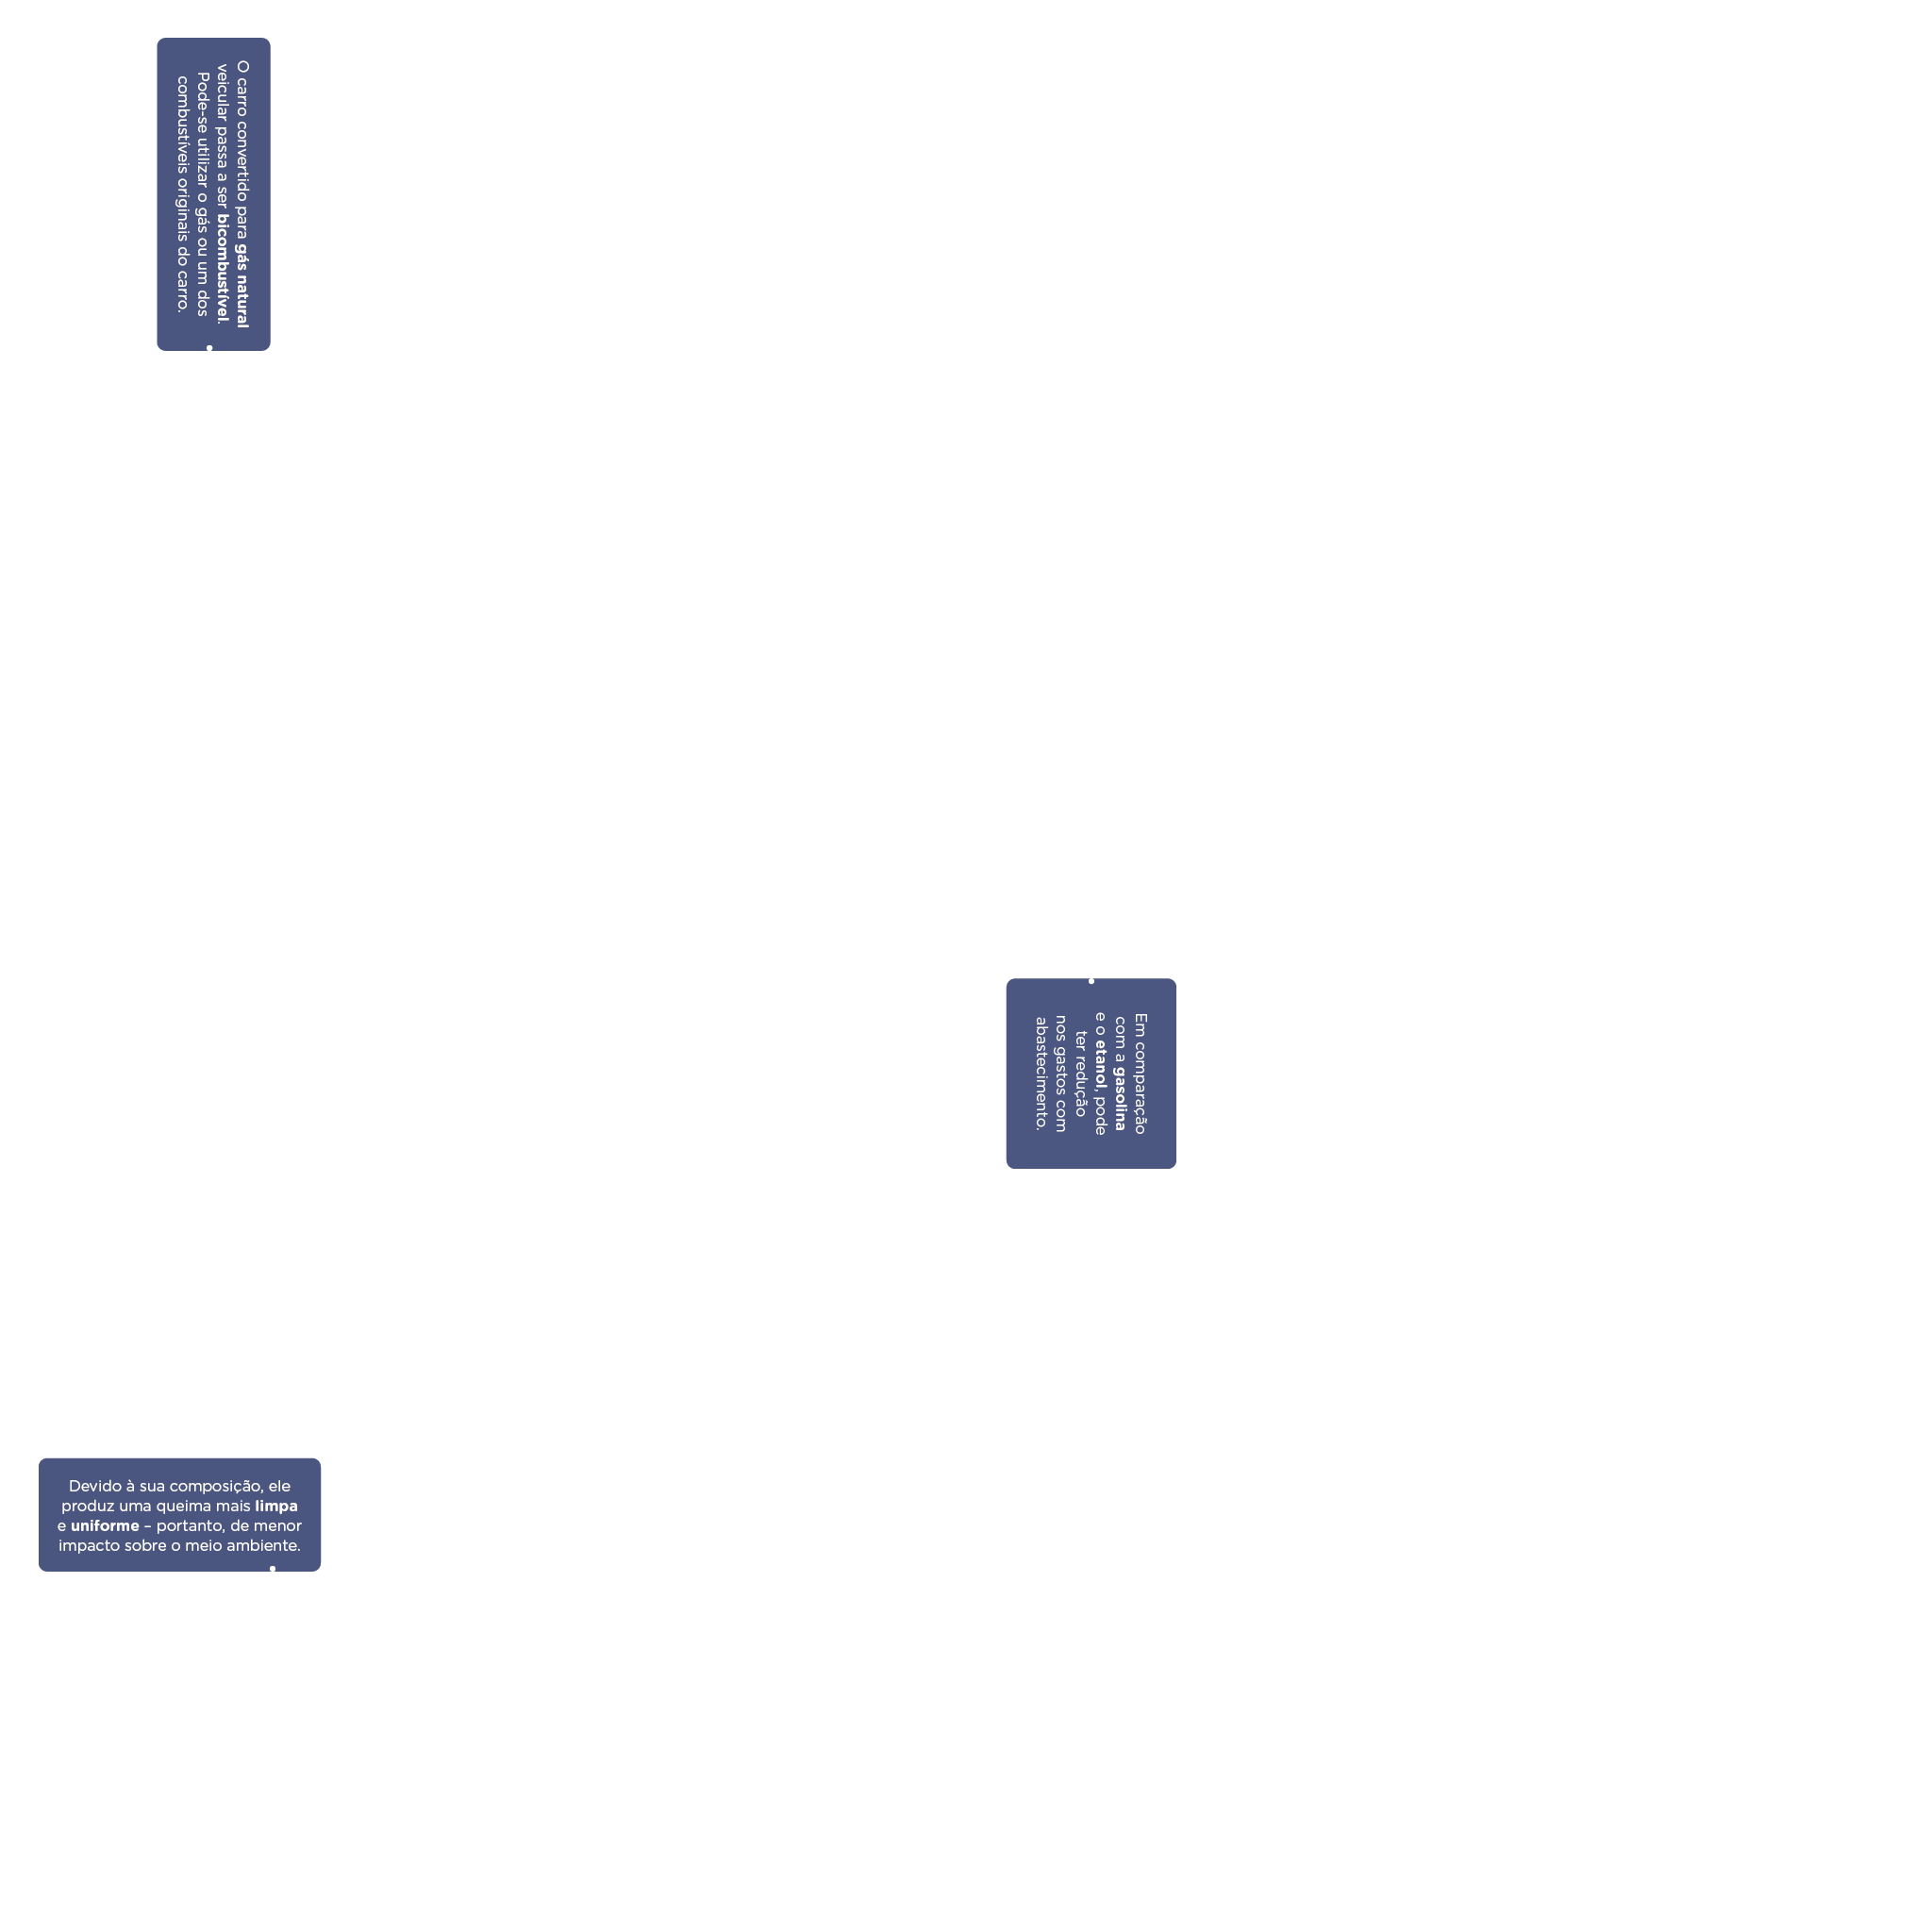 O carro convertido para gás natural
veicular passa a ser bicombustível.
Pode-se utilizar o gás ou um dos
combustíveis originais do carro.
Em comparação
com a gasolina
e o etanol, pode
ter redução
nos gastos com
abastecimento.
Devido à sua composição, ele
produz uma queima mais limpa
e uniforme – portanto, de menor
impacto sobre o meio ambiente.